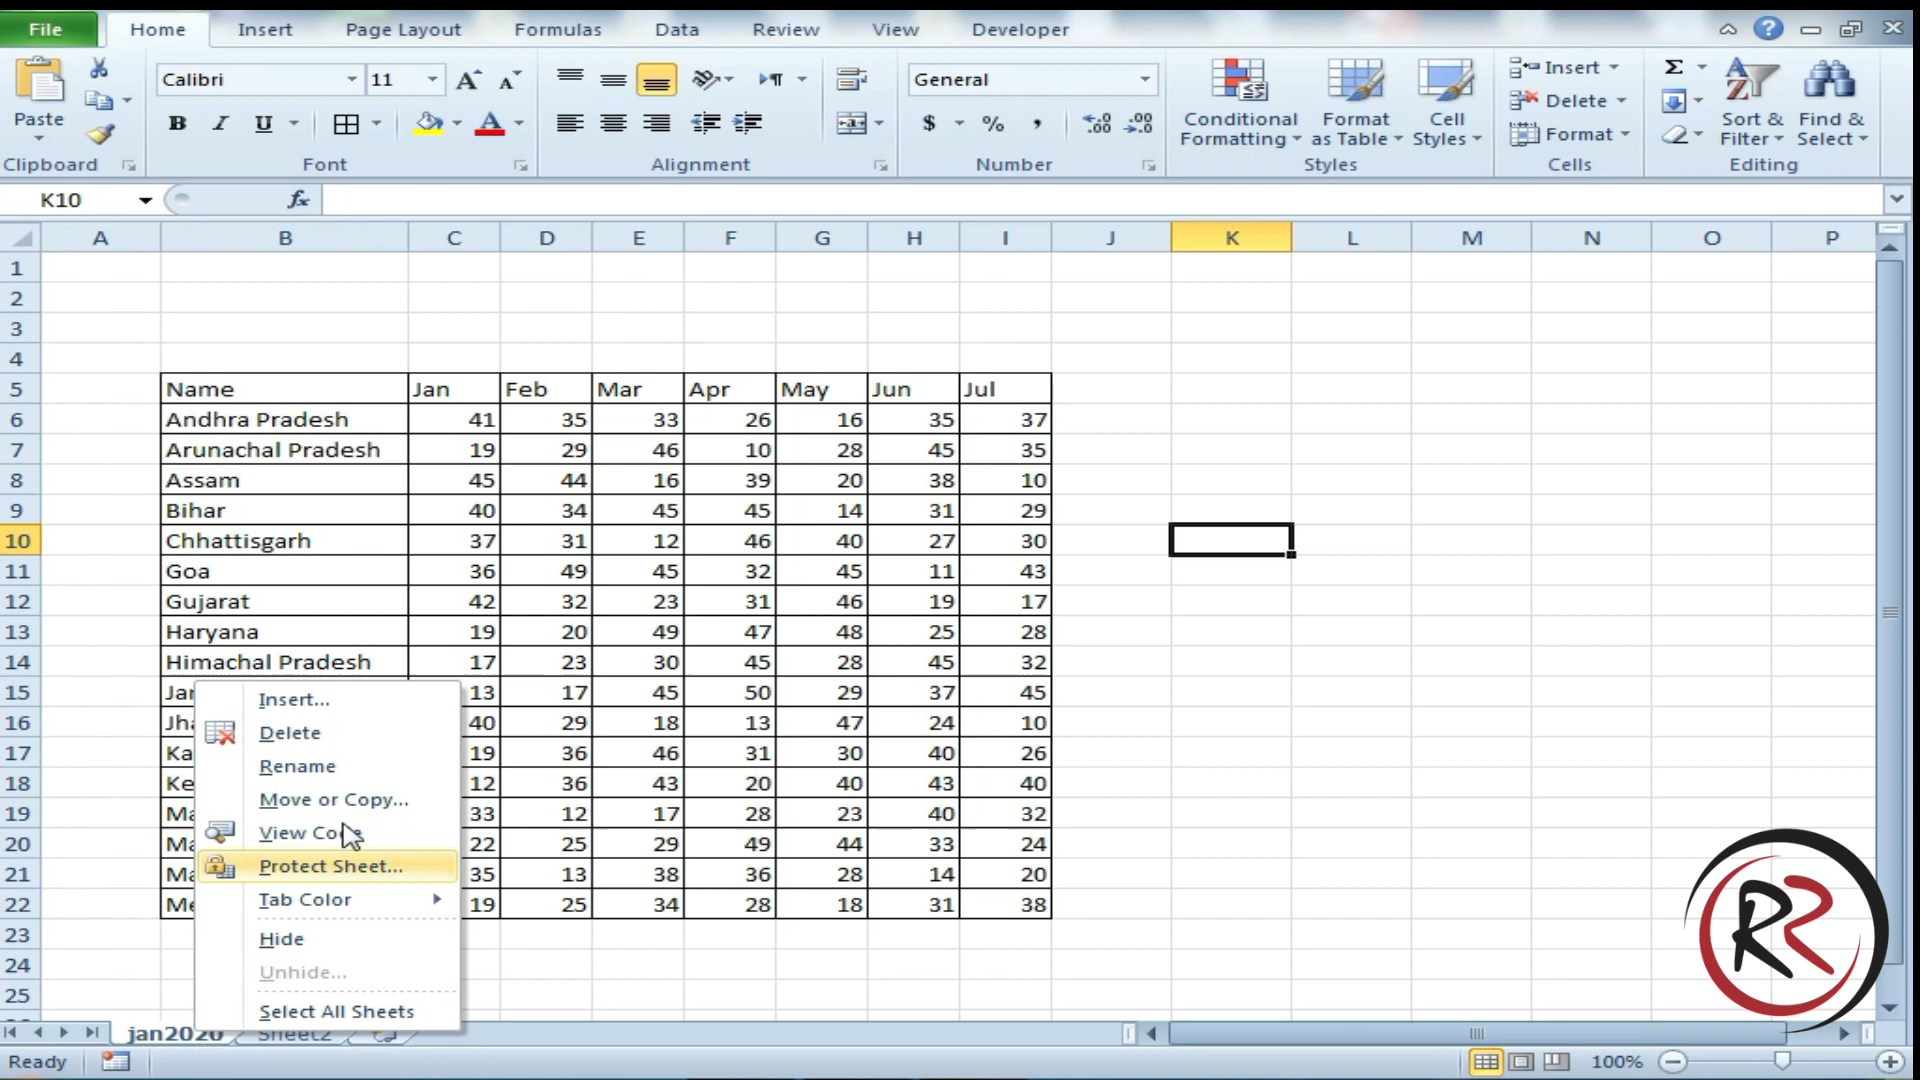 File Home Insert Page Layout Formulas Data Review View Developer
Calibri 11 General Insert
Paste Conditional Formatting Format as Table Cell Styles Delete Sort & Filter Find & Select
B I U $ % , Format
Clipboard Font Alignment Number Styles Cells Editing
K10 fx
A B C D E F G H I J K L M N O P
1
2
3
4
5 Name Jan Feb Mar Apr May Jun Jul
6 Andhra Pradesh 41 35 33 26 16 35 37
7 Arunachal Pradesh 19 29 46 10 28 45 35
8 Assam 45 44 16 39 20 38 10
9 Bihar 40 34 45 45 14 31 29
10 Chhattisgarh 37 31 12 46 40 27 30
11 Goa 36 49 45 32 45 11 43
12 Gujarat 42 32 23 31 46 19 17
13 Haryana 19 20 49 47 48 25 28
14 Himachal Pradesh 17 23 30 45 28 45 32
15 13 17 45 50 29 37 45
16 40 29 18 13 47 24 10
17 19 36 46 31 30 40 26
18 12 36 43 20 40 43 40
19 33 12 17 28 23 40 32
20 22 25 29 49 44 33 24
21 35 13 38 36 28 14 20
22 19 25 34 28 18 31 38
23
24
25
Insert...
Delete
Rename
Move or Copy...
View Code
Protect Sheet...
Tab Color
Hide
Unhide...
Select All Sheets
jan2020 Sheet2
Ready 100%
RR